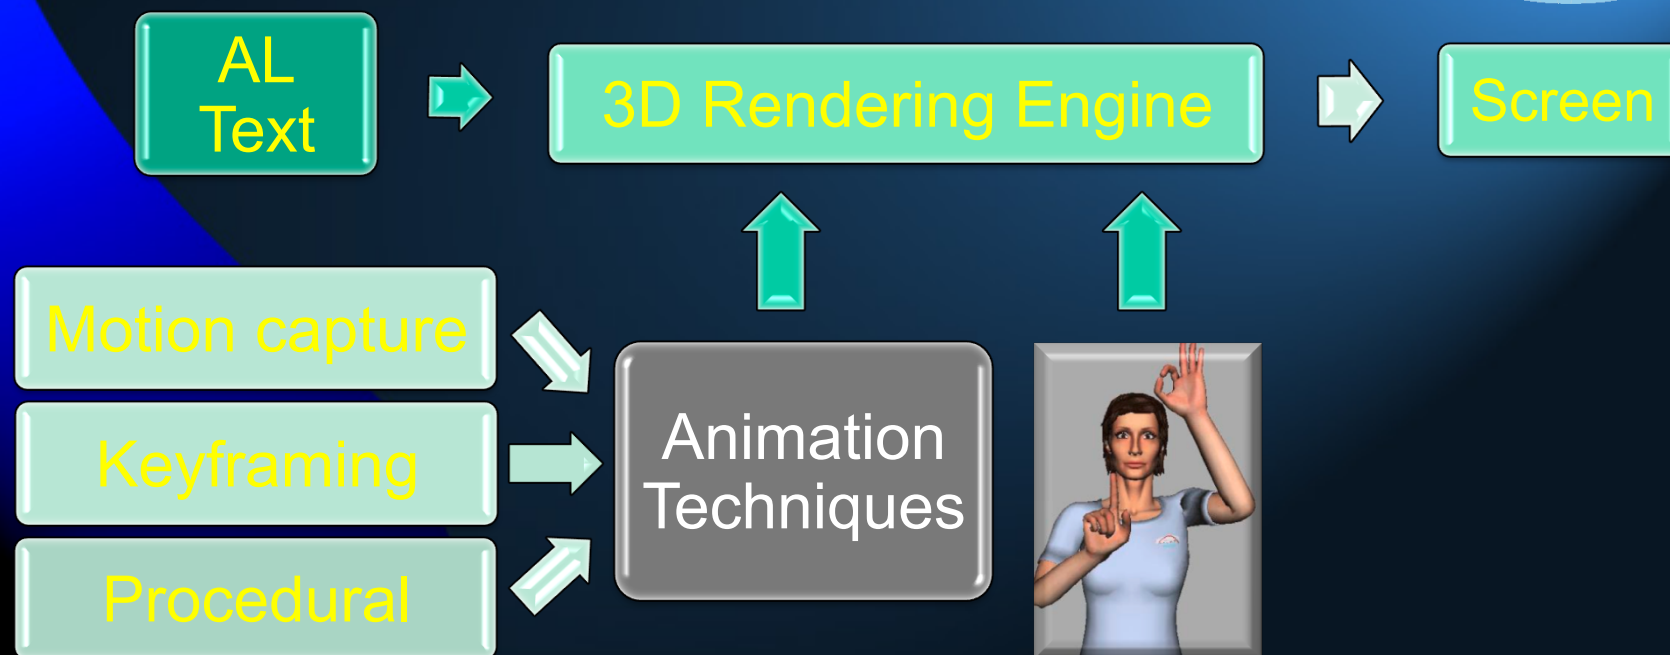 AL
Text
3D Rendering Engine
Screen
Motion capture
Keyframing
Procedural
Animation
Techniques